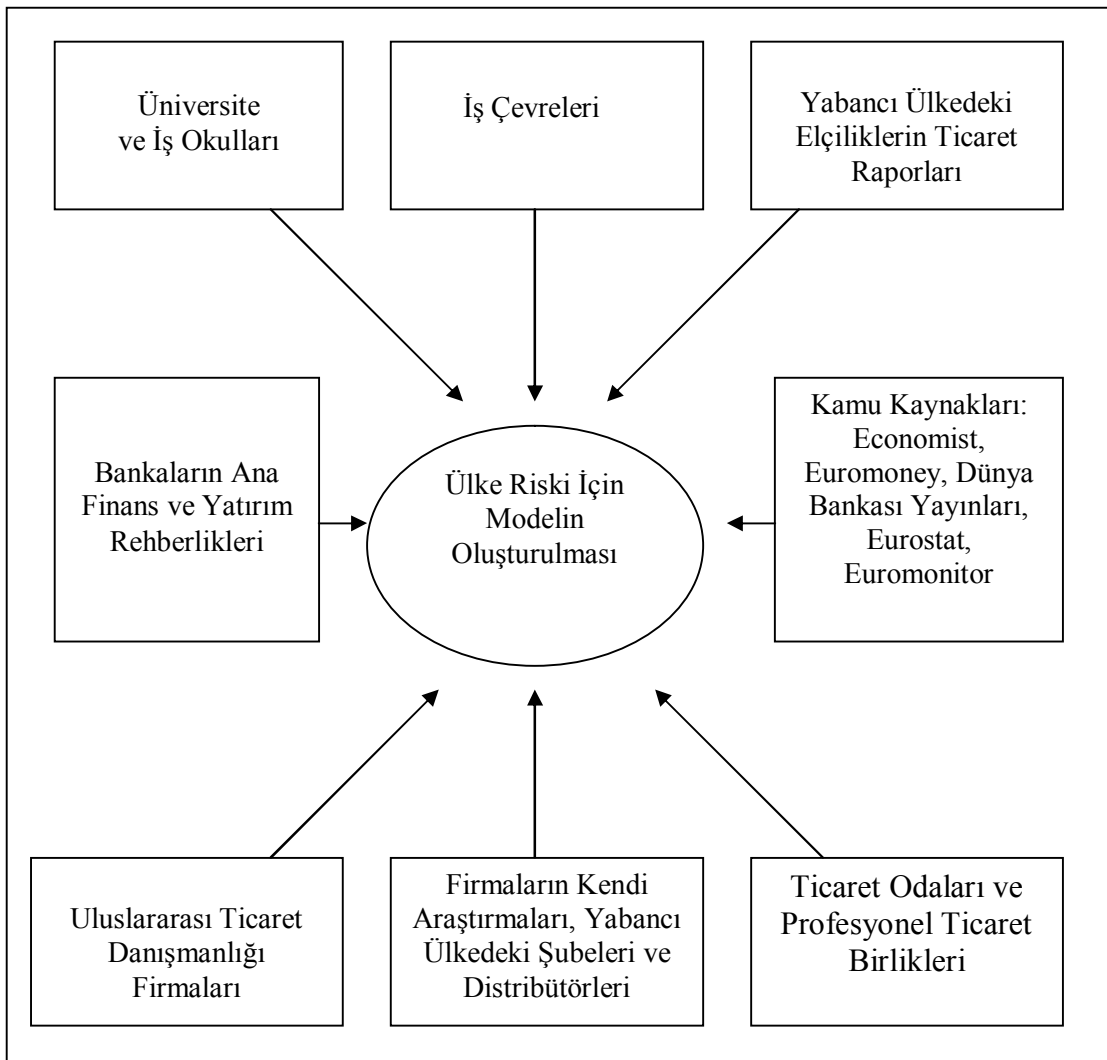 Üniversite
ve İş Okulları
İş Çevreleri
Yabancı Ülkedeki
Elçiliklerin Ticaret
Raporları
Bankaların Ana
Finans ve Yatırım
Rehberlikleri
Ülke Riski İçin
Modelin
Oluşturulması
Kamu Kaynakları:
Economist,
Euromoney, Dünya
Bankası Yayınları,
Eurostat,
Euromonitor
Uluslararası Ticaret
Danışmanlığı
Firmaları
Firmaların Kendi
Araştırmaları, Yabancı
Ülkedeki Şubeleri ve
Distribütörleri
Ticaret Odaları ve
Profesyonel Ticaret
Birlikleri